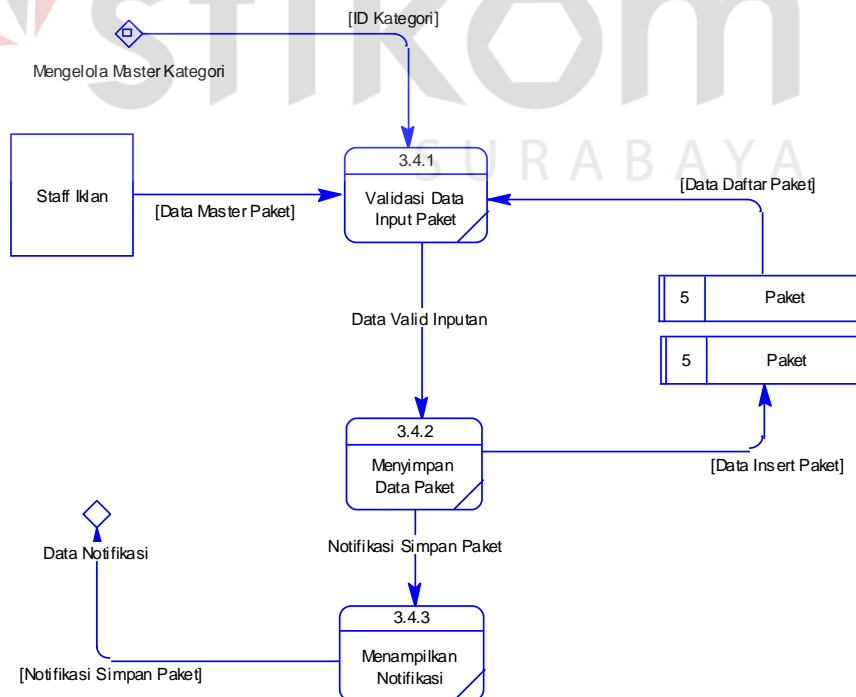 stikom
SURABAYA
[ID Kategori]
Mengelola Master Kategori
Staff Iklan
[Data Master Paket]
3.4.1
Validasi Data
Input Paket
[Data Daftar Paket]
5 Paket
5 Paket
Data Valid Inputan
3.4.2
Menyimpan
Data Paket
[Data Insert Paket]
Notifikasi Simpan Paket
Data Notifikasi
3.4.3
Menampilkan
Notifikasi
[Notifikasi Simpan Paket]